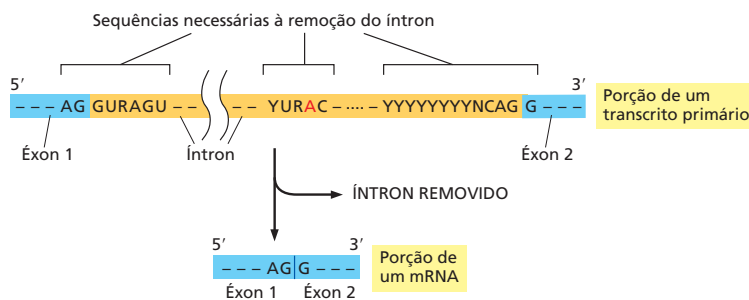 Sequências necessárias à remoção do íntron
5′ 3′
– – – AG GURAGU – – – – YURAC – ···· – YYYYYYYYNCAG G – – –
Porção de um
transcrito primário
Éxon 1 Íntron Éxon 2
ÍNTRON REMOVIDO
5′ 3′
– – – AG G – – –
Porção de
um mRNA
Éxon 1 Éxon 2